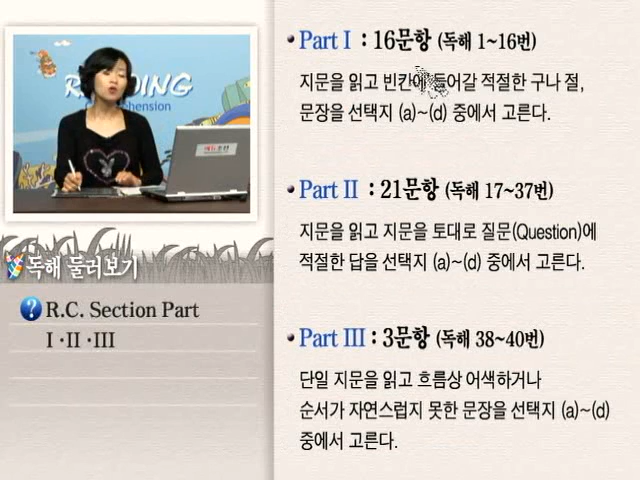 READING
Comprehension
에듀조선
독해 둘러보기
R.C. Section Part
I ·II ·III
Part I : 16문항 (독해 1~16번)
지문을 읽고 빈칸에 들어갈 적절한 구나 절,
문장을 선택지 (a)~(d) 중에서 고른다.
Part II : 21문항 (독해 17~37번)
지문을 읽고 지문을 토대로 질문(Question)에
적절한 답을 선택지 (a)~(d) 중에서 고른다.
Part III : 3문항 (독해 38~40번)
단일 지문을 읽고 흐름상 어색하거나
순서가 자연스럽지 못한 문장을 선택지 (a)~(d)
중에서 고른다.